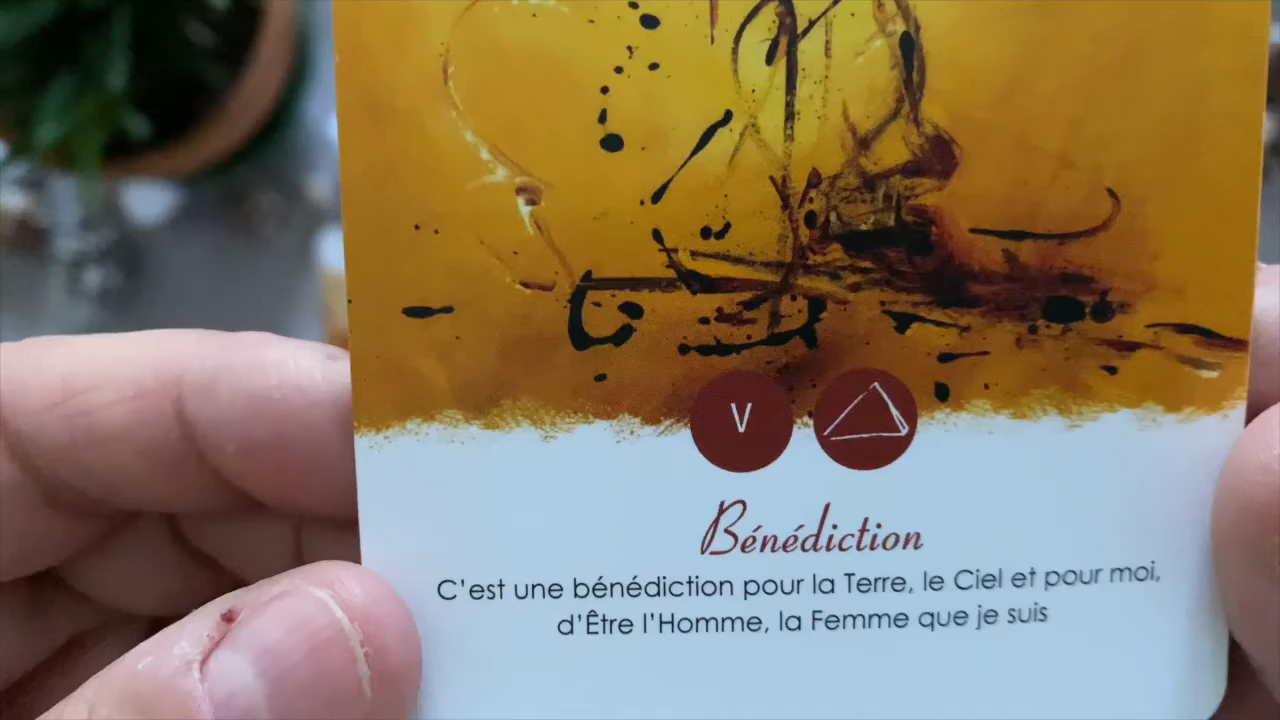 V
Bénédiction
C'est une bénédiction pour la Terre, le Ciel et pour moi,
d'Être l'Homme, la Femme que je suis